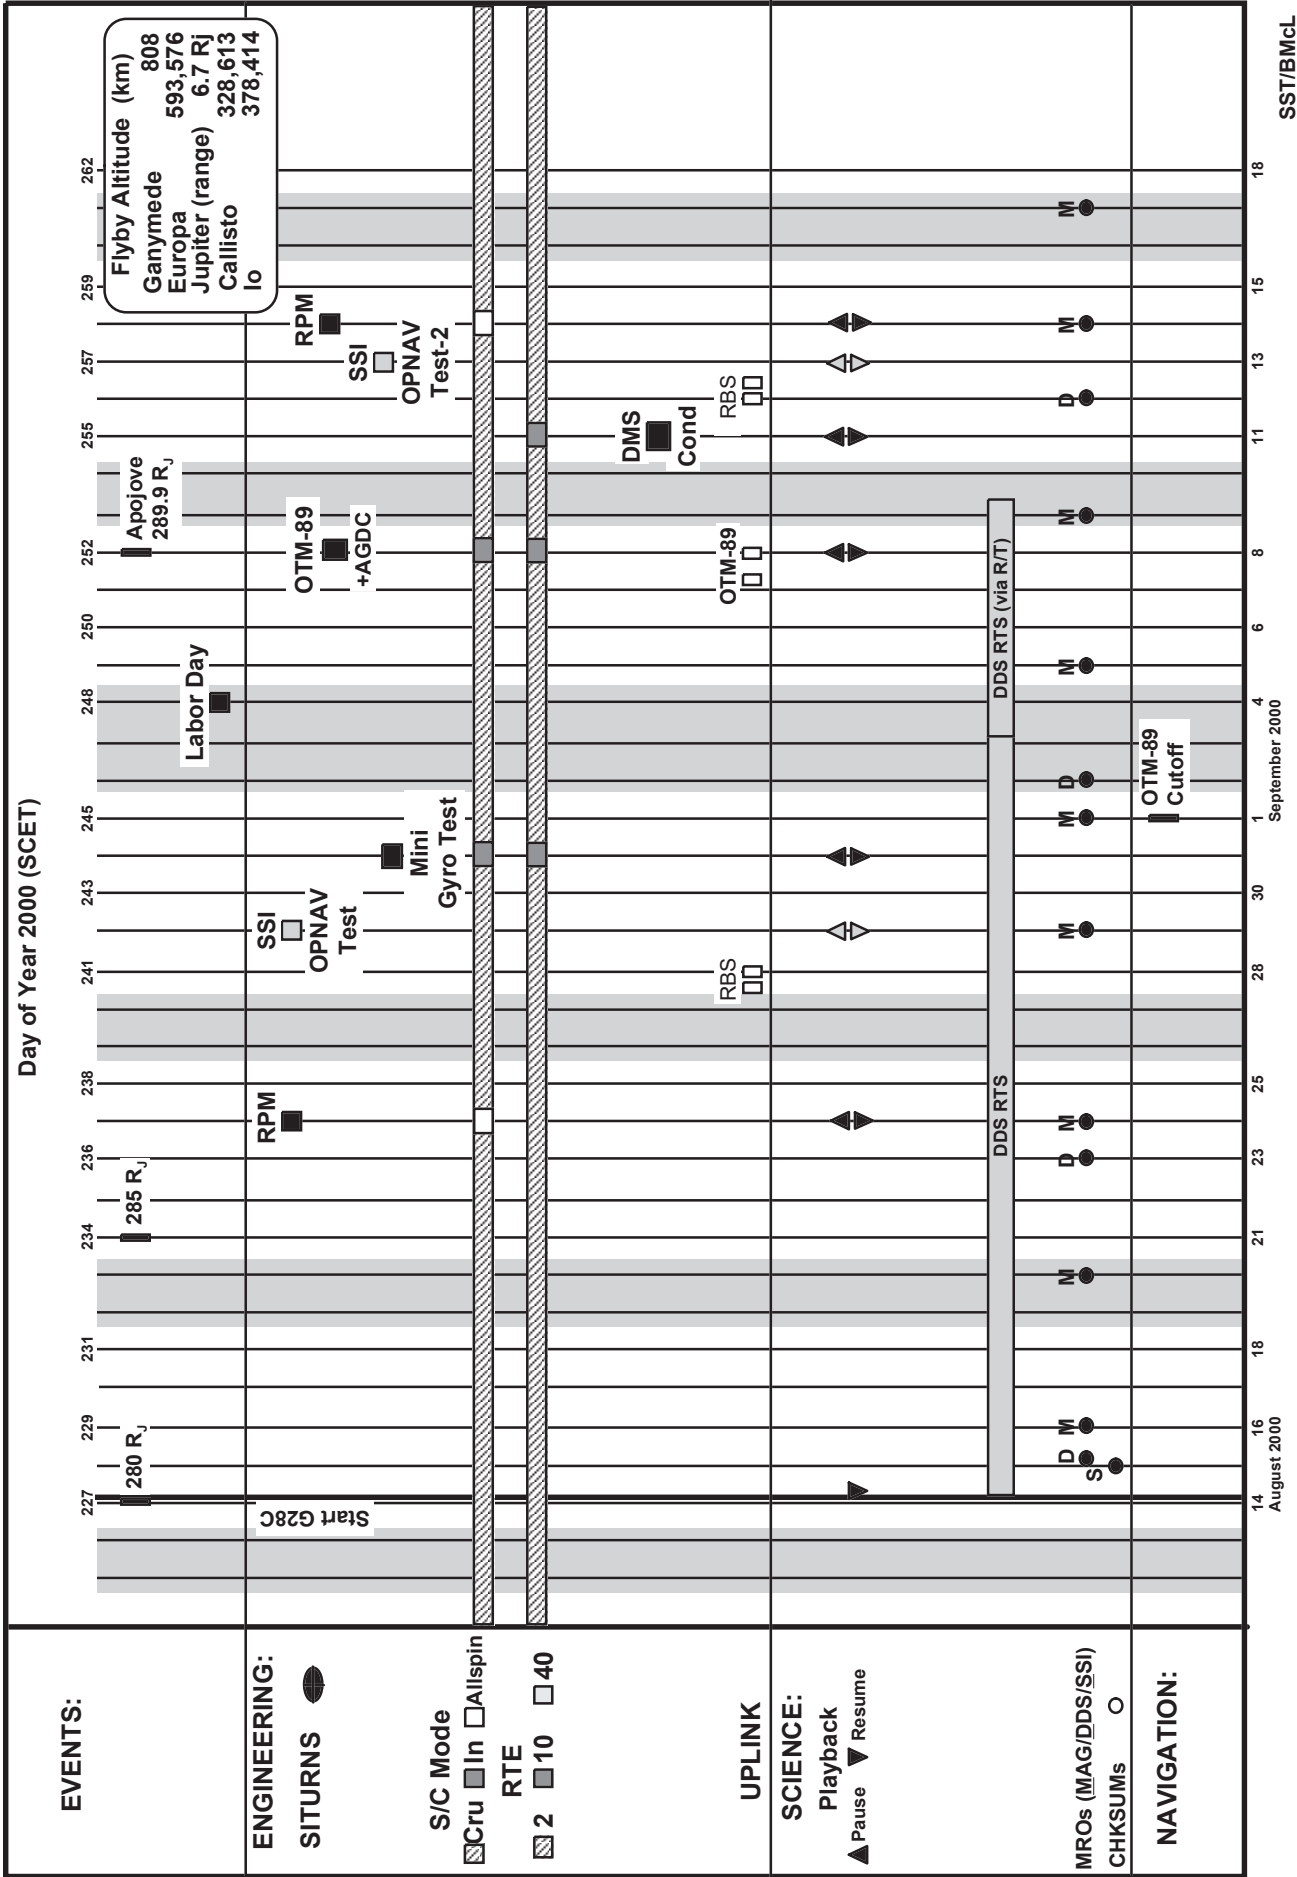 Day of Year 2000 (SCET)
227
229
231
234
236
238
241
243
245
248
250
252
255
257
259
262
EVENTS:
280 RJ
285 RJ
Labor Day
Apojove
289.9 RJ
Flyby Altitude (km)
Ganymede 808
Europa 593,576
Jupiter (range) 6.7 Rj
Callisto 328,613
Io 378,414
ENGINEERING:
SITURNS
Start G28C
RPM
SSI
OPNAV
Test
Mini
Gyro Test
OTM-89
+AGDC
SSI
OPNAV
Test-2
RPM
S/C Mode
Cru In Allspin
RTE
2 10 40
DMS
Cond
UPLINK
RBS
OTM-89
RBS
SCIENCE:
Playback
Pause Resume
DDS RTS
DDS RTS (via R/T)
MROs (MAG/DDS/SSI)
D M M D M M M D M M D M M
S
CHKSUMs
NAVIGATION:
OTM-89
Cutoff
14
16
18
21
23
25
28
30
1
4
6
8
11
13
15
18
August 2000
September 2000
SST/BMcL